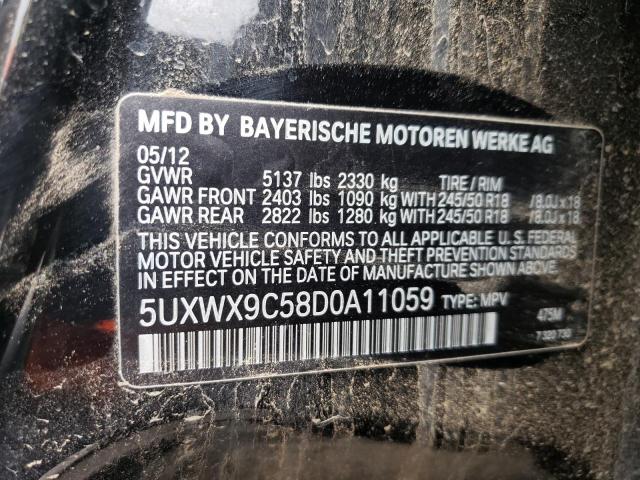 MFD BY BAYERISCHE MOTOREN WERKE AG
05/12
GVWR 5137 lbs 2330 kg TIRE / RIM
GAWR FRONT 2403 lbs 1090 kg WITH 245/50 R18 /8.0J x 18
GAWR REAR 2822 lbs 1280 kg WITH 245/50 R18 /8.0J x 18
THIS VEHICLE CONFORMS TO ALL APPLICABLE U. S. FEDERAL
MOTOR VEHICLE SAFETY AND THEFT PREVENTION STANDARDS
IN EFFECT ON THE DATE OF MANUFACTURE SHOWN ABOVE.
5UXWX9C58D0A11059 TYPE: MPV
475M